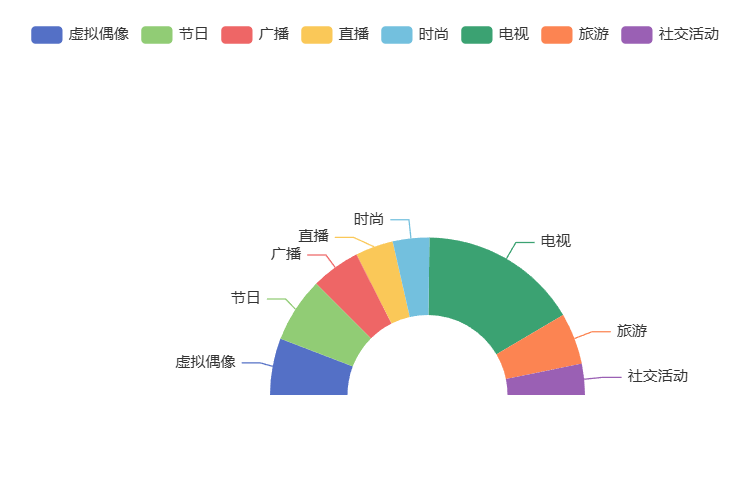 虚拟偶像 节日 广播 直播 时尚 电视 旅游 社交活动
时尚
直播
电视
广播
节日
旅游
虚拟偶像
社交活动